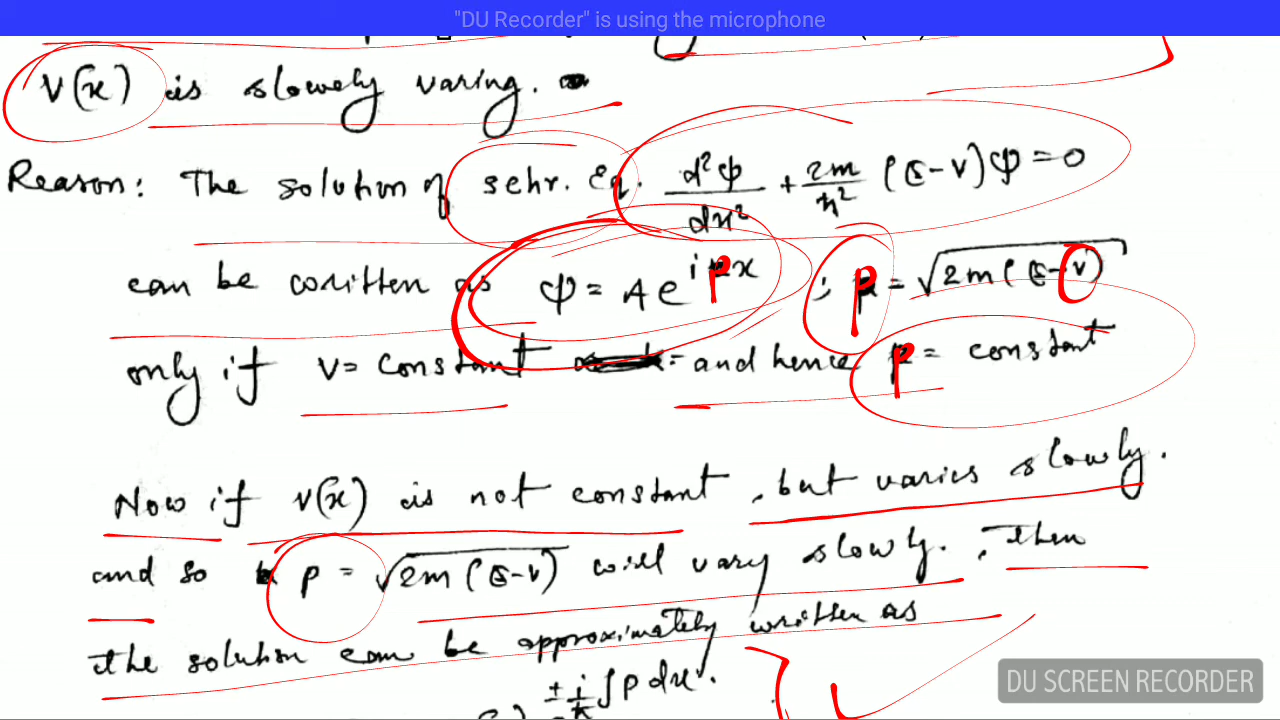 "DU Recorder" is using the microphone
V(x) is slowely varing.
Reason: The solution of schr. Eq. d²φ/dx² + 2m/ħ² (E-V)φ = 0
can be written as φ = A e^{ipx} ; p = √2m(E-V)
only if V = constant = and hence p = constant
Now if V(x) is not constant, but varies slowly.
and so p = √2m(E-V) will vary slowly. , Then
the solution can be approximately written as
± i/ħ ∫ p dx .
DU SCREEN RECORDER